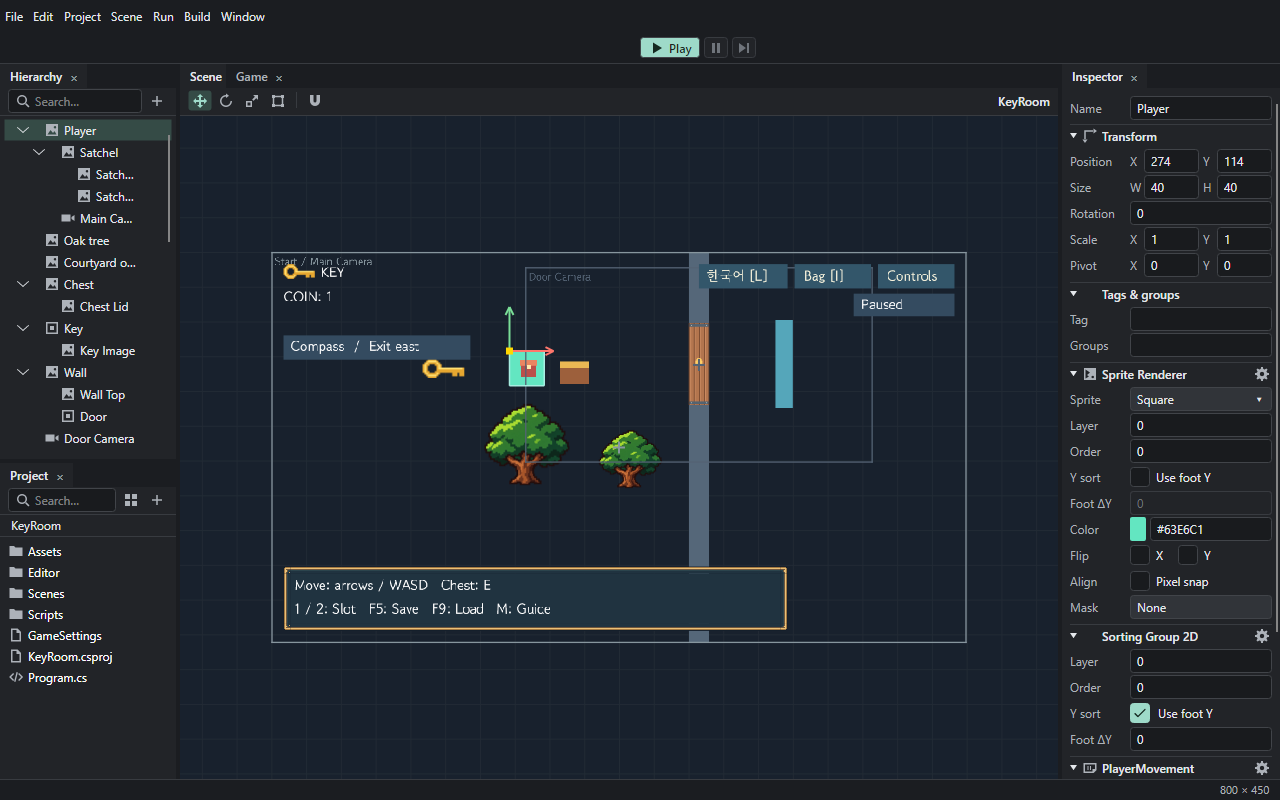 File Edit Project Scene Run Build Window
Play
Hierarchy
Search...
Player
Satchel
Satch...
Satch...
Main Ca...
Oak tree
Courtyard o...
Chest
Chest Lid
Key
Key Image
Wall
Wall Top
Door
Door Camera
Project
Search...
KeyRoom
Assets
Editor
Scenes
Scripts
GameSettings
KeyRoom.csproj
Program.cs
Scene Game
KeyRoom
Start / Main Camera
KEY
COIN: 1
Door Camera
한국어 [L] Bag [I] Controls
Paused
Compass / Exit east
Move: arrows / WASD Chest: E
1 / 2: Slot F5: Save F9: Load M: Guice
Inspector
Name Player
Transform
Position X 274 Y 114
Size W 40 H 40
Rotation 0
Scale X 1 Y 1
Pivot X 0 Y 0
Tags & groups
Tag
Groups
Sprite Renderer
Sprite Square
Layer 0
Order 0
Y sort Use foot Y
Foot ΔY 0
Color #63E6C1
Flip X Y
Align Pixel snap
Mask None
Sorting Group 2D
Layer 0
Order 0
Y sort Use foot Y
Foot ΔY 0
PlayerMovement
800 × 450